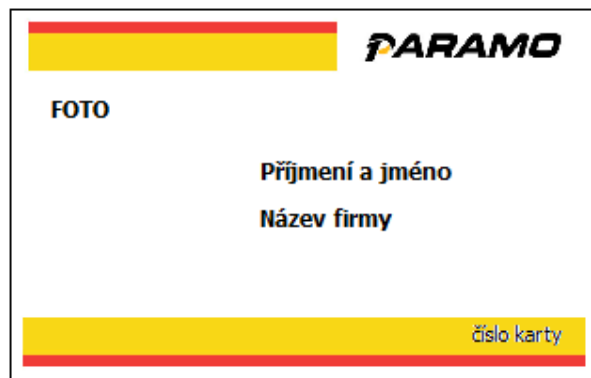 PARAMO
FOTO
Příjmení a jméno
Název firmy
číslo karty